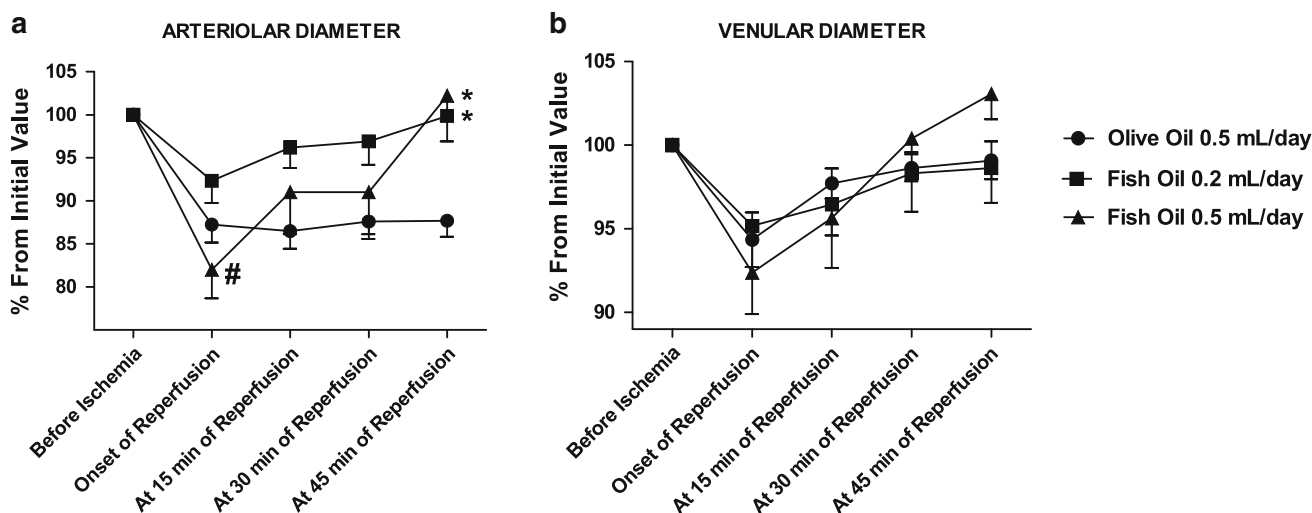 a
ARTERIOLAR DIAMETER
% From Initial Value
105
100
95
90
85
80
*
*
#
Before Ischemia
Onset of Reperfusion
At 15 min of Reperfusion
At 30 min of Reperfusion
At 45 min of Reperfusion
b
VENULAR DIAMETER
% From Initial Value
105
100
95
90
Before Ischemia
Onset of Reperfusion
At 15 min of Reperfusion
At 30 min of Reperfusion
At 45 min of Reperfusion
Olive Oil 0.5 mL/day
Fish Oil 0.2 mL/day
Fish Oil 0.5 mL/day